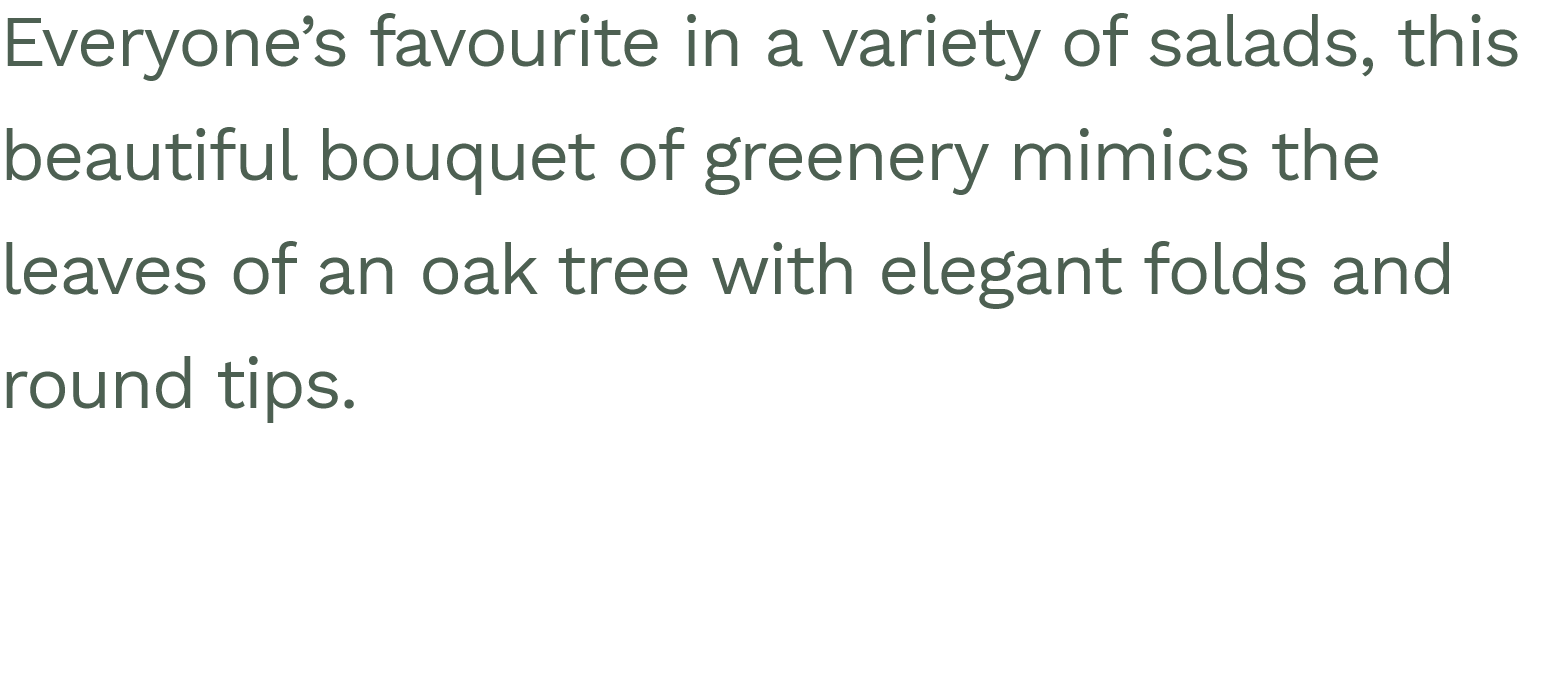 Everyone’s favourite in a variety of salads, this
beautiful bouquet of greenery mimics the
leaves of an oak tree with elegant folds and
round tips.